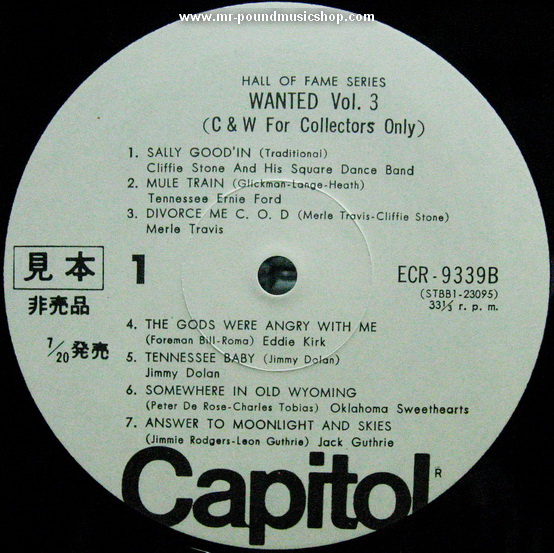 www.mr-poundmusicshop.com
HALL OF FAME SERIES
WANTED Vol. 3
(C & W For Collectors Only)
1. SALLY GOOD'IN (Traditional)
Cliffie Stone And His Square Dance Band
2. MULE TRAIN (Glickman-Lange-Heath)
Tennessee Ernie Ford
3. DIVORCE ME C. O. D (Merle Travis-Cliffie Stone)
Merle Travis
見本
非売品
7/20 発売
1
ECR-9339B
(STBB1-23095)
33⅓ r. p. m.
4. THE GODS WERE ANGRY WITH ME
(Foreman Bill-Roma) Eddie Kirk
5. TENNESSEE BABY (Jimmy Dolan)
Jimmy Dolan
6. SOMEWHERE IN OLD WYOMING
(Peter De Rose-Charles Tobias) Oklahoma Sweethearts
7. ANSWER TO MOONLIGHT AND SKIES
(Jimmie Rodgers-Leon Guthrie) Jack Guthrie
Capitol
R